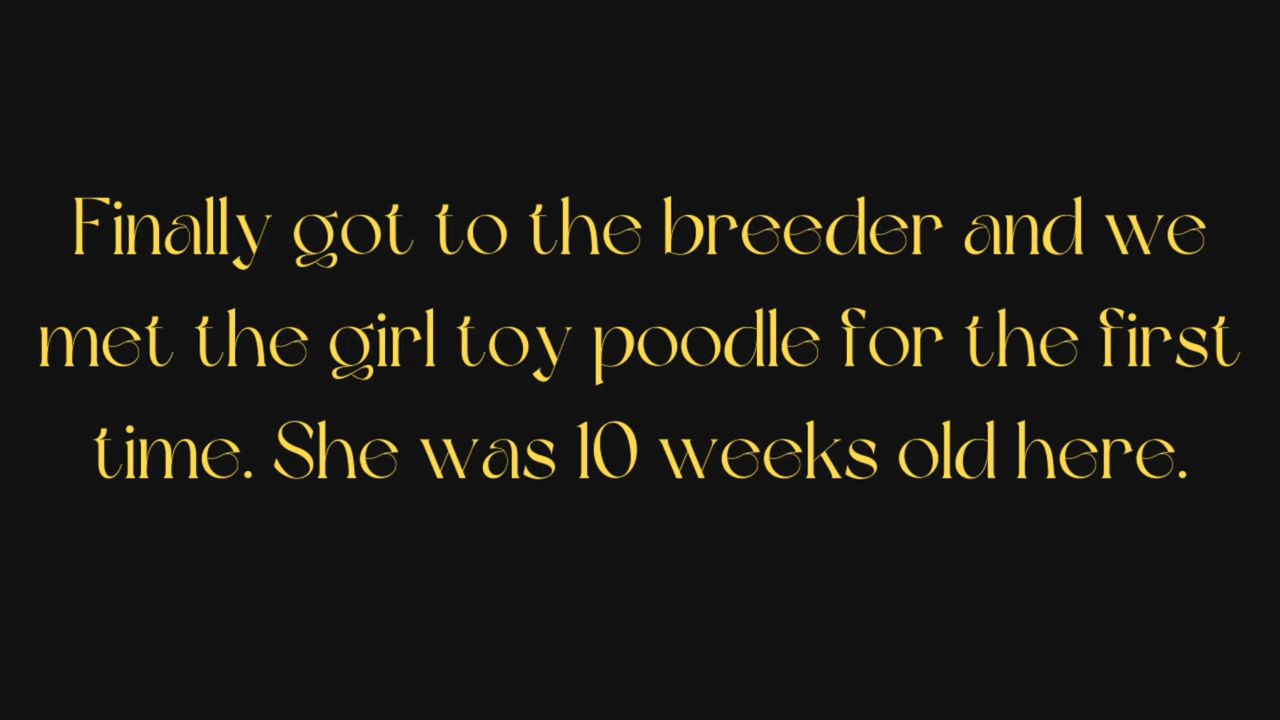 Finally got to the breeder and we
met the girl toy poodle for the first
time. She was 10 weeks old here.